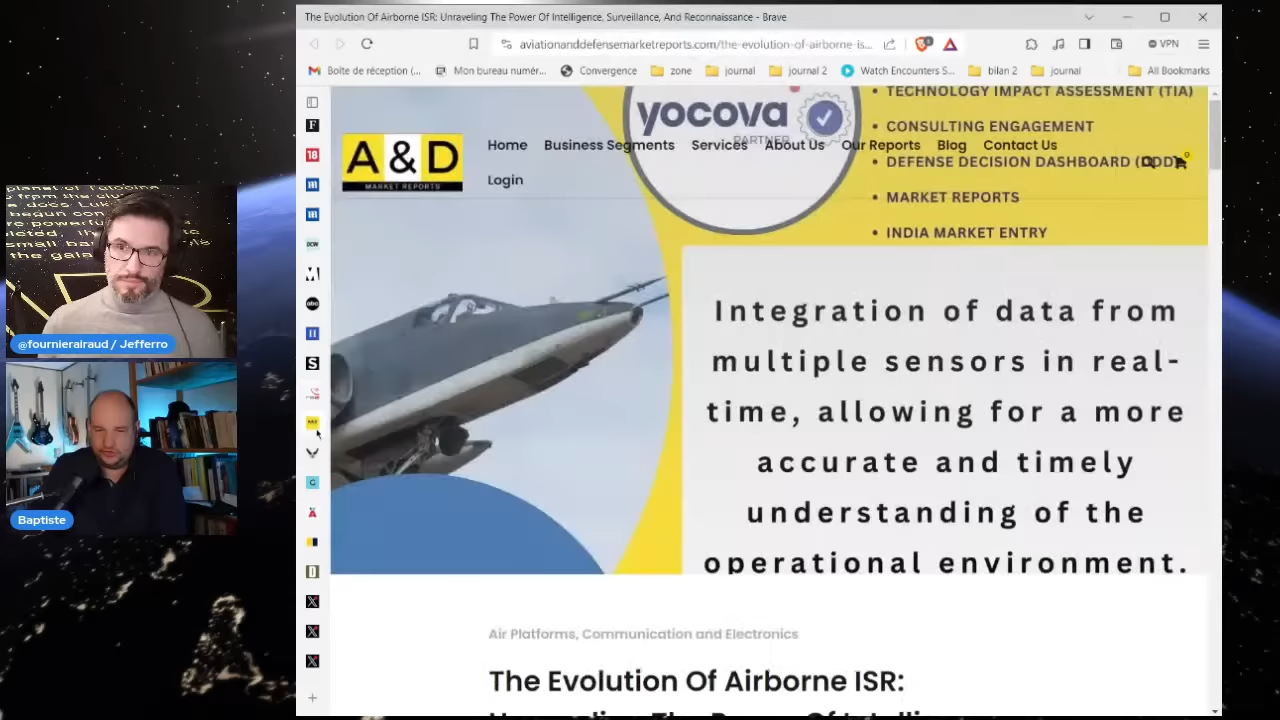 The Evolution Of Airborne ISR: Unraveling The Power Of Intelligence, Surveillance, And Reconnaissance - Brave
aviationanddefensemarketreports.com/the-evolution-of-airborne-is...
VPN
Boîte de réception (...
Mon bureau numér...
Convergence
zone
journal
journal 2
Watch Encounters S...
bilan 2
journal
All Bookmarks
yocova
PARTNER
• TECHNOLOGY IMPACT ASSESSMENT (TIA)
• CONSULTING ENGAGEMENT
• DEFENSE DECISION DASHBOARD (DDD)
• MARKET REPORTS
• INDIA MARKET ENTRY
A & D
MARKET REPORTS
Home
Business Segments
Services
About Us
Our Reports
Blog
Contact Us
0
Login
Integration of data from
multiple sensors in real-
time, allowing for a more
accurate and timely
understanding of the
operational environment.
Air Platforms, Communication and Electronics
The Evolution Of Airborne ISR:
@fournierairaud / Jefferro
Baptiste
F
18
DCW
abc
S
G
D